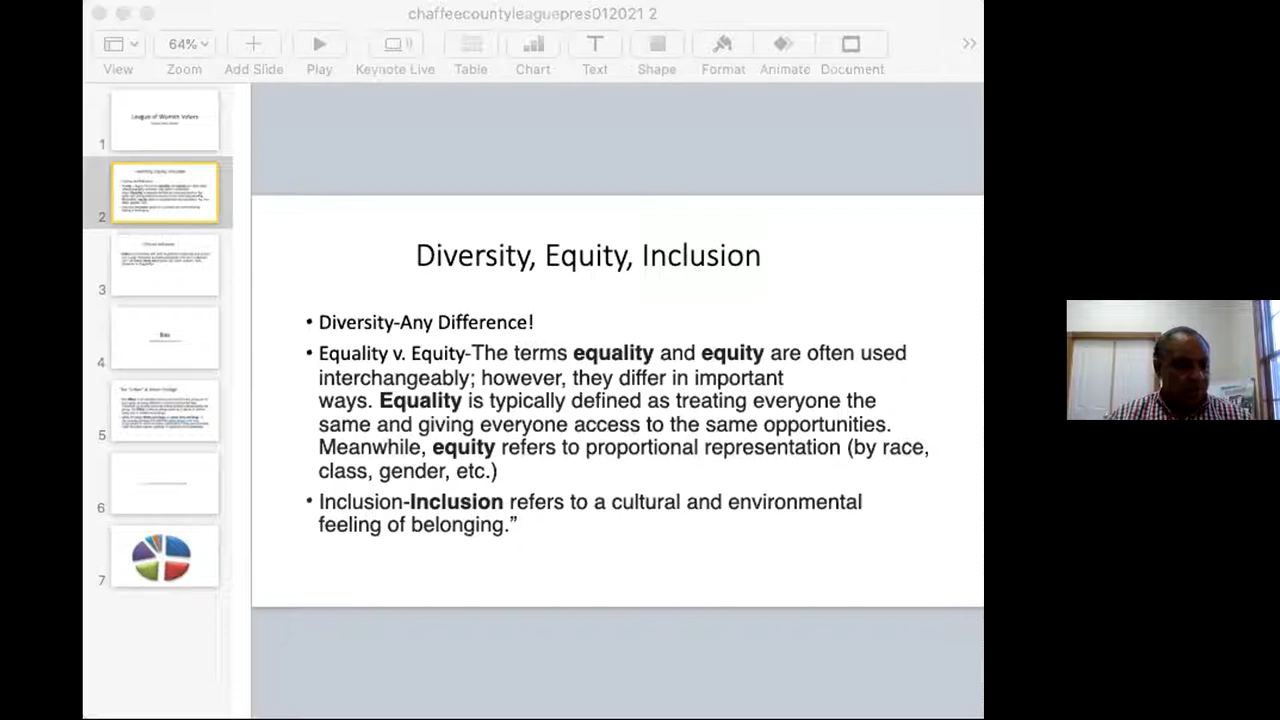 chaffeecountyleaguepres012021 2
64%
View
Zoom
Add Slide
Play
Keynote Live
Table
Chart
Text
Shape
Format
Animate
Document
League of Women Voters
1
2
3
4
5
6
7
Diversity, Equity, Inclusion
• Diversity-Any Difference!
• Equality v. Equity-The terms equality and equity are often used
interchangeably; however, they differ in important
ways. Equality is typically defined as treating everyone the
same and giving everyone access to the same opportunities.
Meanwhile, equity refers to proportional representation (by race,
class, gender, etc.)
• Inclusion-Inclusion refers to a cultural and environmental
feeling of belonging.”